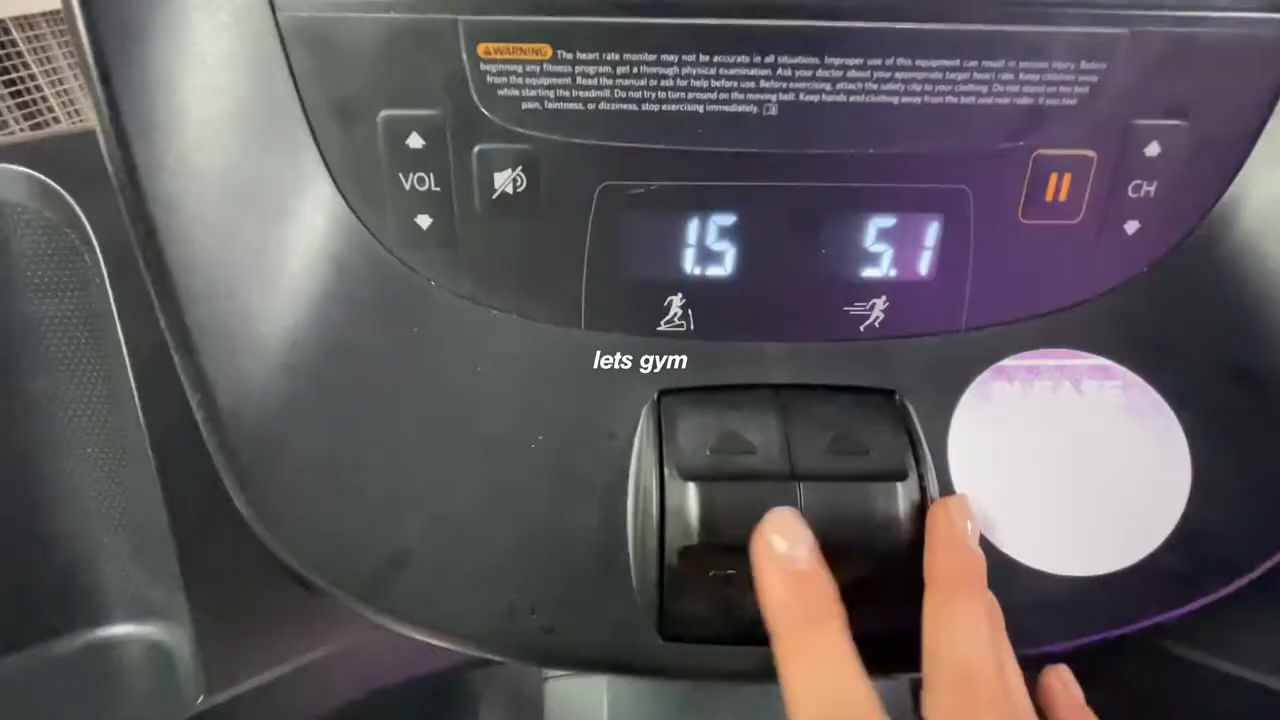 WARNING The heart rate monitor may not be accurate in all situations. Improper use of this equipment can result in serious injury. Before
beginning any fitness program, get a thorough physical examination. Ask your doctor about your appropriate target heart rate. Keep children away
from this equipment. Read the manual or ask for help before use. Before exercising, attach the safety clip to your clothing. Do not stand on the belt
while starting the treadmill. Do not try to turn around on the moving belt. Keep hands and clothing away from the belt and rear roller. If you feel
pain, faintness, or dizziness, stop exercising immediately.
VOL
CH
1.5 5.1
lets gym
PLEASE